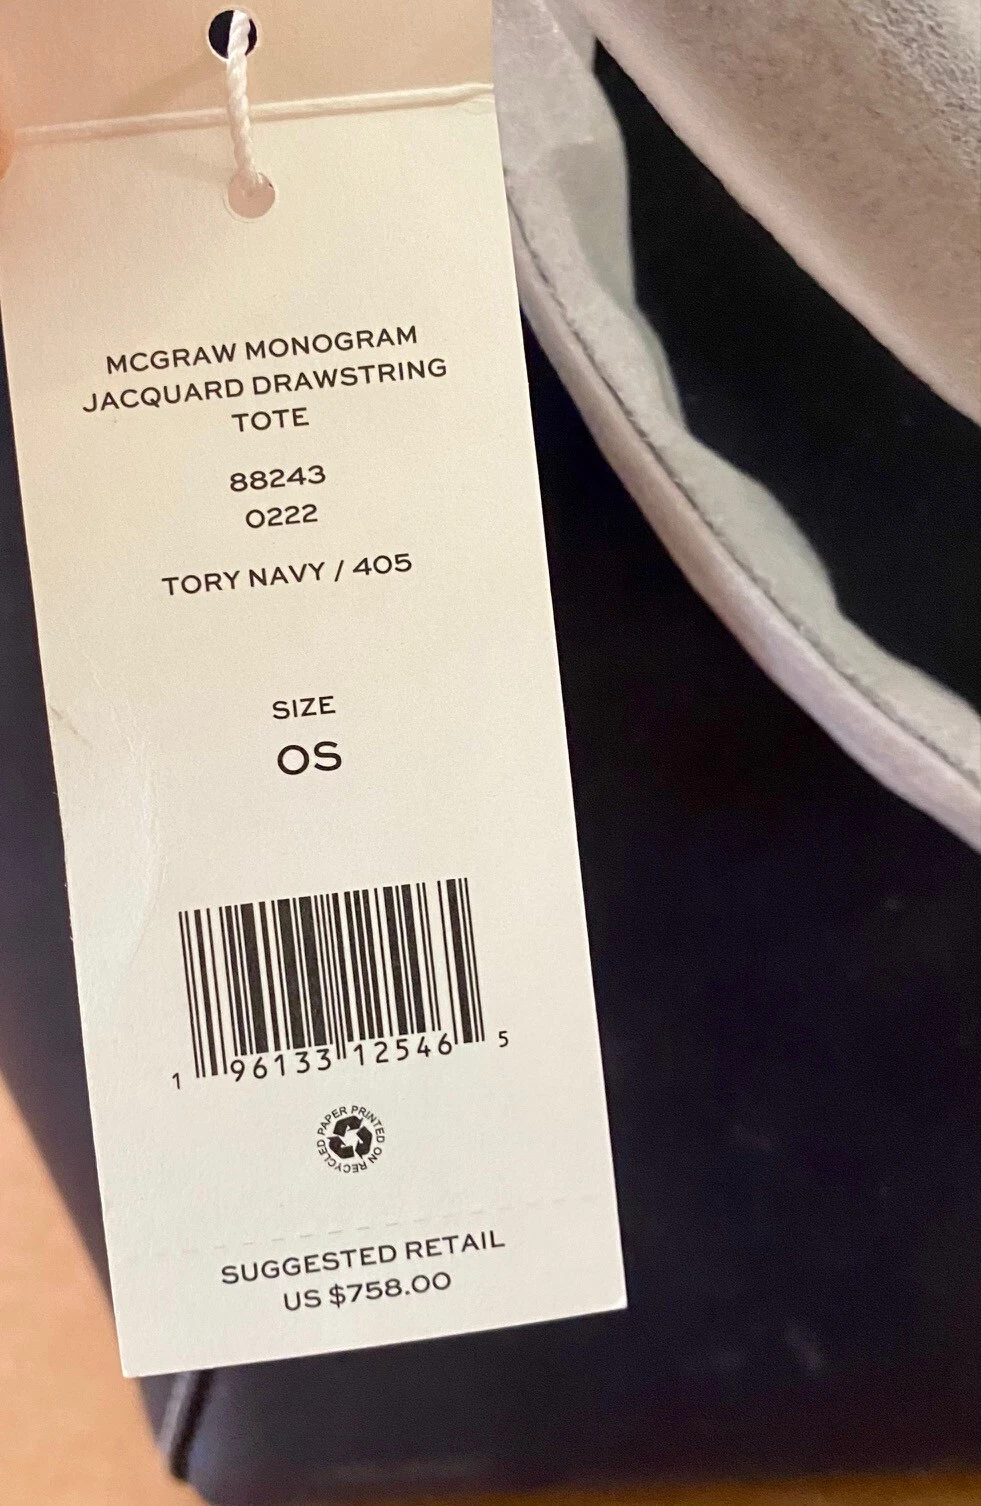 MCGRAW MONOGRAM
JACQUARD DRAWSTRING
TOTE
88243
0222
TORY NAVY / 405
SIZE
OS
1 96133 12546 5
PAPER PRINTED ON RECYCLED
SUGGESTED RETAIL
US $758.00